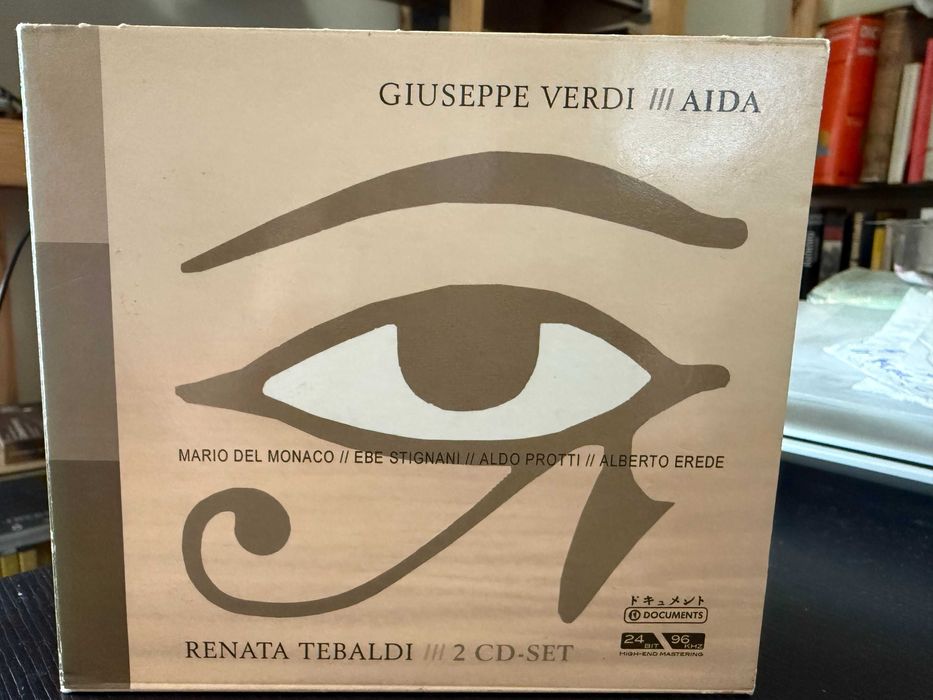 GIUSEPPE VERDI /// AIDA
MARIO DEL MONACO // EBE STIGNANI // ALDO PROTTI // ALBERTO EREDE
ドキュメント
DOCUMENTS
24 BIT 96 KHZ
HIGH-END MASTERING
RENATA TEBALDI /// 2 CD-SET